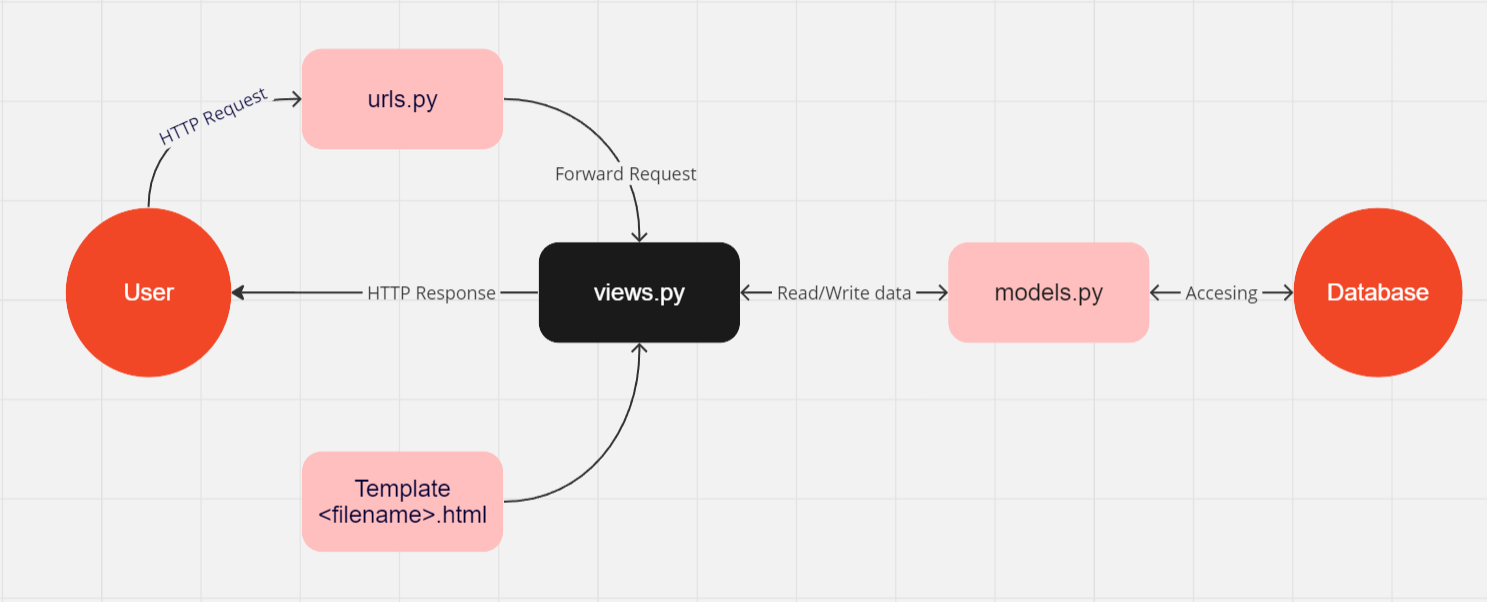 urls.py
HTTP Request
Forward Request
User
HTTP Response
views.py
Read/Write data
models.py
Accesing
Database
Template
<filename>.html